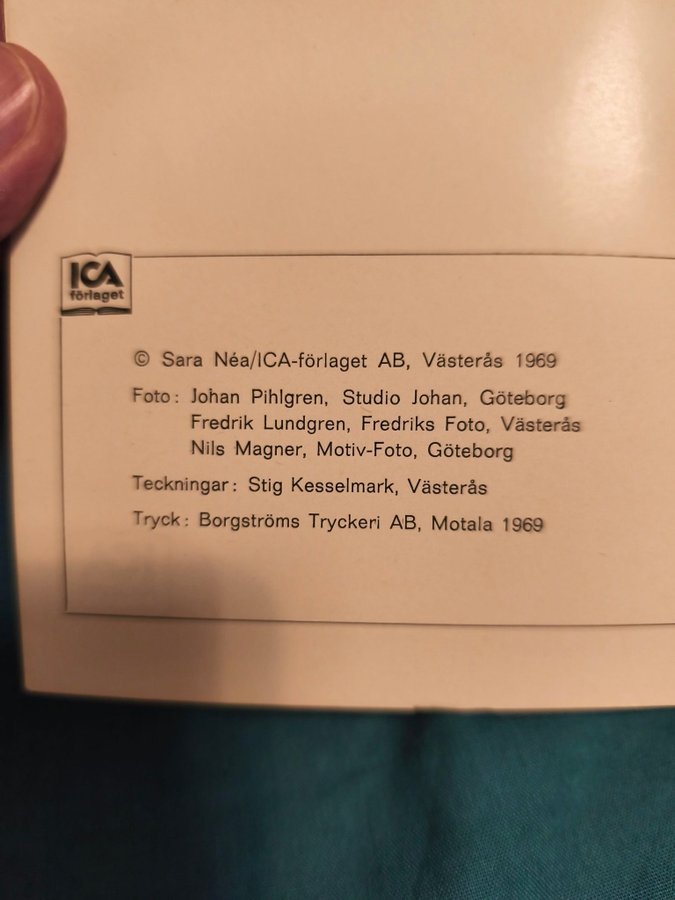 ICA
förlaget
© Sara Néa/ICA-förlaget AB, Västerås 1969
Foto: Johan Pihlgren, Studio Johan, Göteborg
Fredrik Lundgren, Fredriks Foto, Västerås
Nils Magner, Motiv-Foto, Göteborg
Teckningar: Stig Kesselmark, Västerås
Tryck: Borgströms Tryckeri AB, Motala 1969